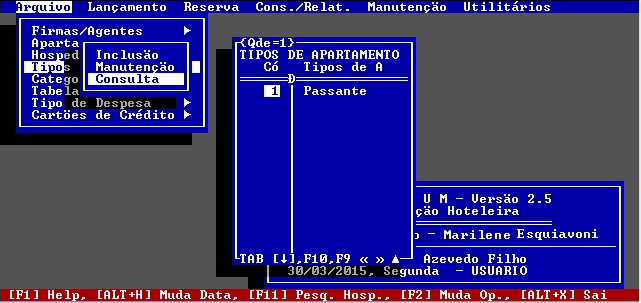 Arquivo Lançamento Reserva Cons./Relat. Manutenção Utilitários
Firmas/Agentes
Aparta
Hosped
Tipos
Catego
Tabela
Tipo de Despesa
Cartões de Crédito
Inclusão
Manutenção
Consulta
{Qde=1}
TIPOS DE APARTAMENTO
Có Tipos de A
1 Passante
TAB [↓],F10,F9 « » ▲
U M - Versão 2.5
ção Hoteleira
o - Marilene Esquiavoni
Azevedo Filho
30/03/2015, Segunda - USUARIO
[F1] Help, [ALT+H] Muda Data, [F11] Pesq. Hosp., [F2] Muda Op., [ALT+X] Sai